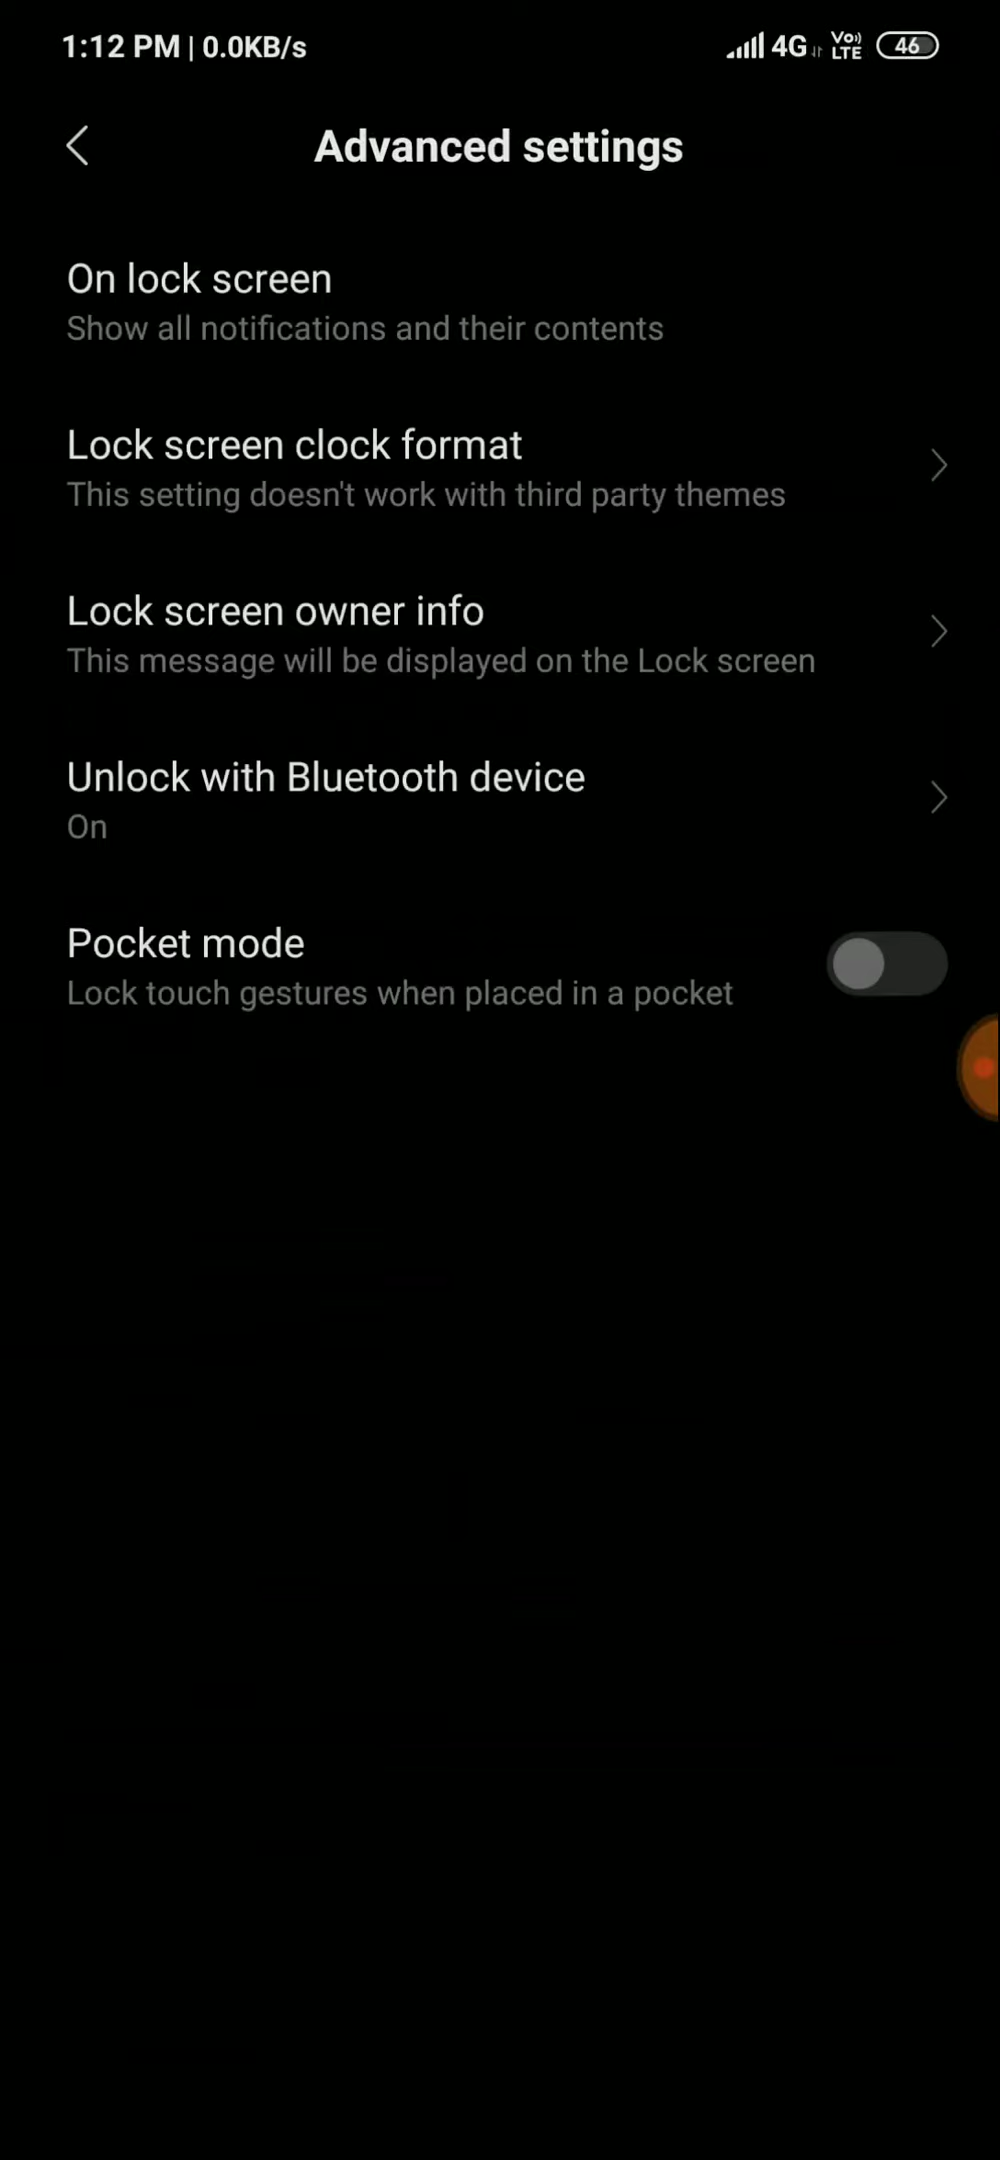 1:12 PM | 0.0KB/s 4G Vo)) LTE 46
Advanced settings
On lock screen
Show all notifications and their contents
Lock screen clock format
This setting doesn't work with third party themes
Lock screen owner info
This message will be displayed on the Lock screen
Unlock with Bluetooth device
On
Pocket mode
Lock touch gestures when placed in a pocket